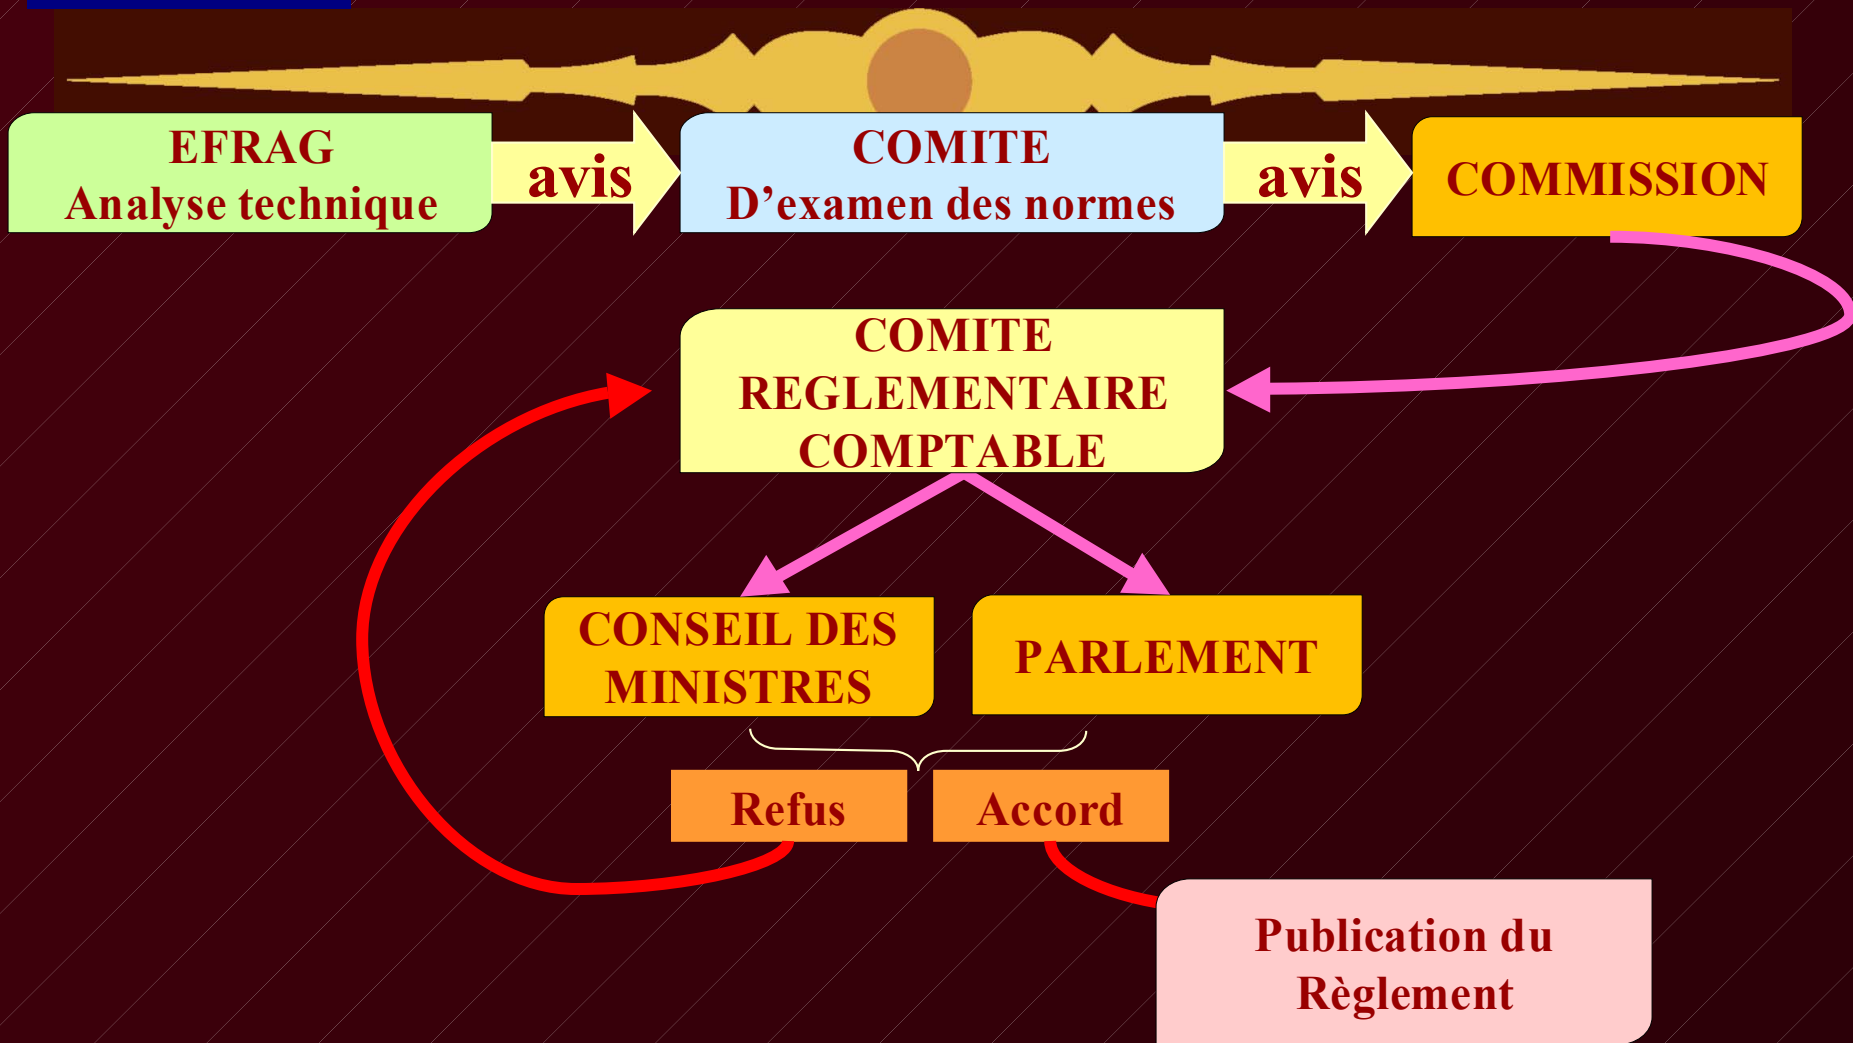 EFRAG
Analyse technique
avis
COMITE
D’examen des normes
avis
COMMISSION
COMITE
REGLEMENTAIRE
COMPTABLE
CONSEIL DES
MINISTRES
PARLEMENT
Refus
Accord
Publication du
Règlement